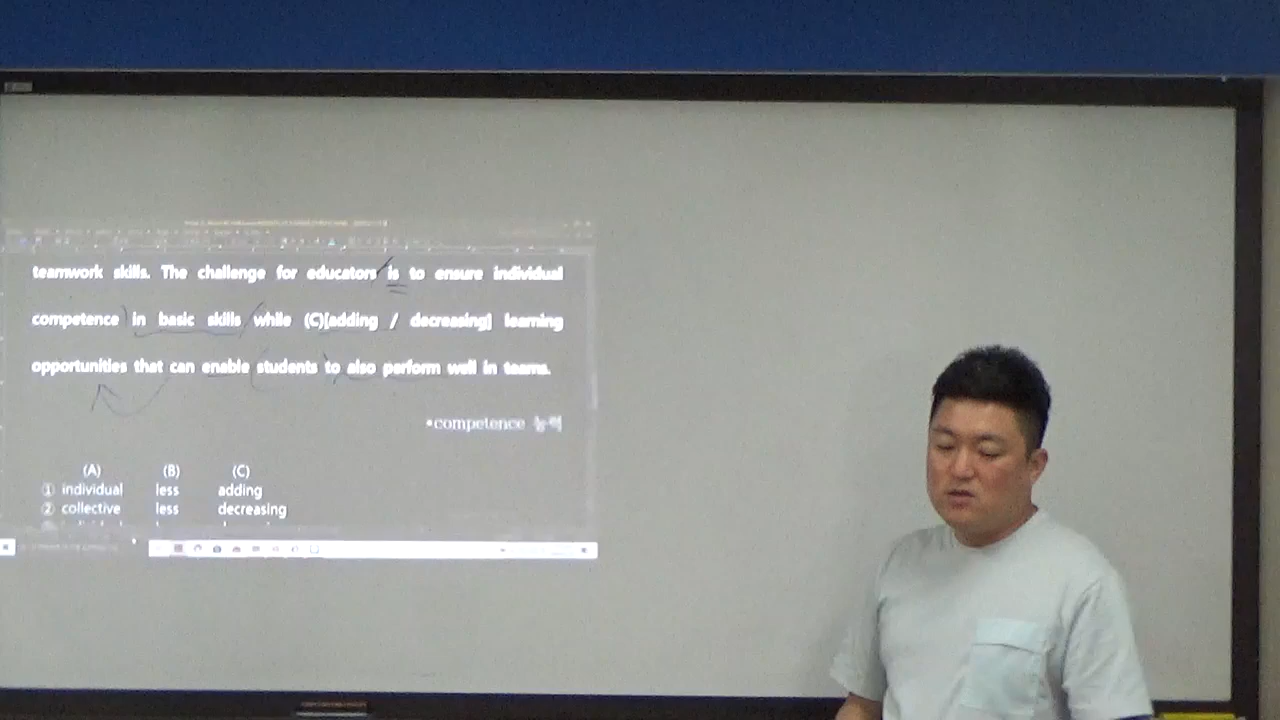 teamwork skills. The challenge for educators is to ensure individual
competence in basic skills while (C)[adding / decreasing] learning
opportunities that can enable students to also perform well in teams.
*competence 능력
(A) (B) (C)
① individual less adding
② collective less decreasing